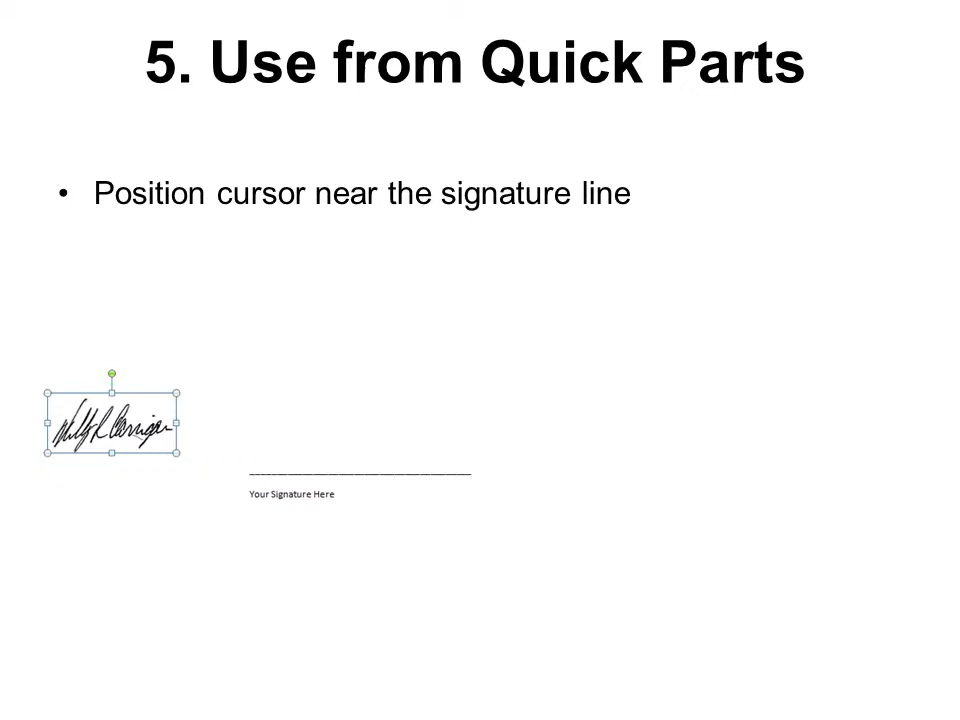 5. Use from Quick Parts
• Position cursor near the signature line
Your Signature Here